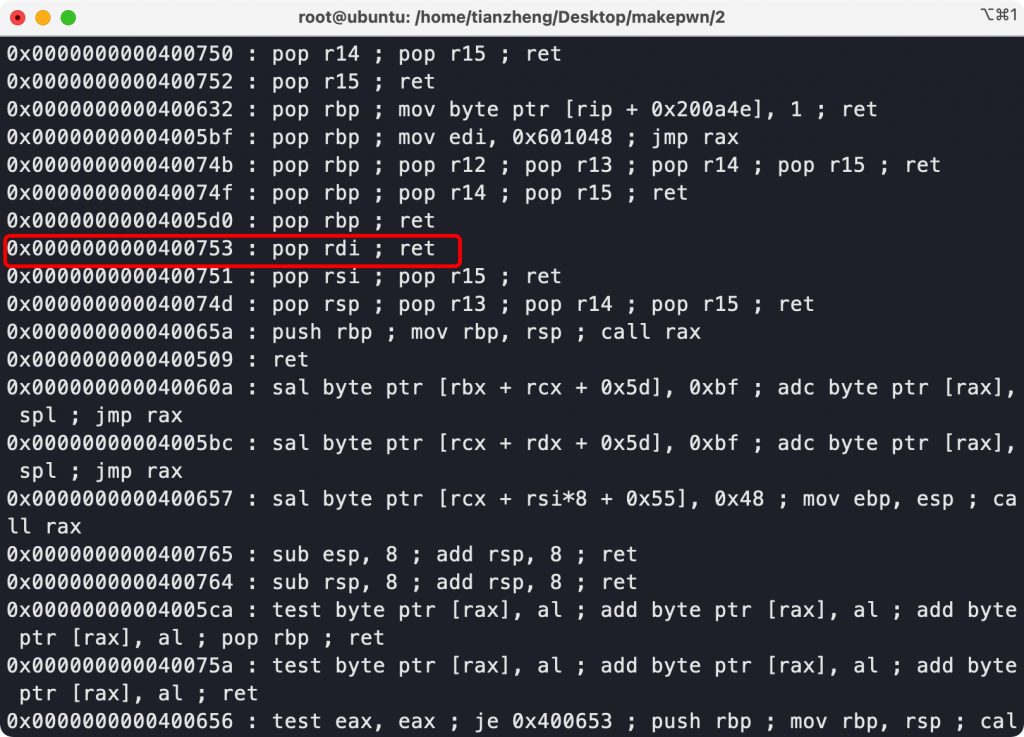 root@ubuntu: /home/tianzheng/Desktop/makepwn/2
⌥⌘1
0x0000000000400750 : pop r14 ; pop r15 ; ret
0x0000000000400752 : pop r15 ; ret
0x0000000000400632 : pop rbp ; mov byte ptr [rip + 0x200a4e], 1 ; ret
0x00000000004005bf : pop rbp ; mov edi, 0x601048 ; jmp rax
0x000000000040074b : pop rbp ; pop r12 ; pop r13 ; pop r14 ; pop r15 ; ret
0x000000000040074f : pop rbp ; pop r14 ; pop r15 ; ret
0x00000000004005d0 : pop rbp ; ret
0x0000000000400753 : pop rdi ; ret
0x0000000000400751 : pop rsi ; pop r15 ; ret
0x000000000040074d : pop rsp ; pop r13 ; pop r14 ; pop r15 ; ret
0x000000000040065a : push rbp ; mov rbp, rsp ; call rax
0x0000000000400509 : ret
0x000000000040060a : sal byte ptr [rbx + rcx + 0x5d], 0xbf ; adc byte ptr [rax],
 spl ; jmp rax
0x00000000004005bc : sal byte ptr [rcx + rdx + 0x5d], 0xbf ; adc byte ptr [rax],
 spl ; jmp rax
0x0000000000400657 : sal byte ptr [rcx + rsi*8 + 0x55], 0x48 ; mov ebp, esp ; ca
ll rax
0x0000000000400765 : sub esp, 8 ; add rsp, 8 ; ret
0x0000000000400764 : sub rsp, 8 ; add rsp, 8 ; ret
0x00000000004005ca : test byte ptr [rax], al ; add byte ptr [rax], al ; add byte
 ptr [rax], al ; pop rbp ; ret
0x000000000040075a : test byte ptr [rax], al ; add byte ptr [rax], al ; add byte
 ptr [rax], al ; ret
0x0000000000400656 : test eax, eax ; je 0x400653 ; push rbp ; mov rbp, rsp ; cal